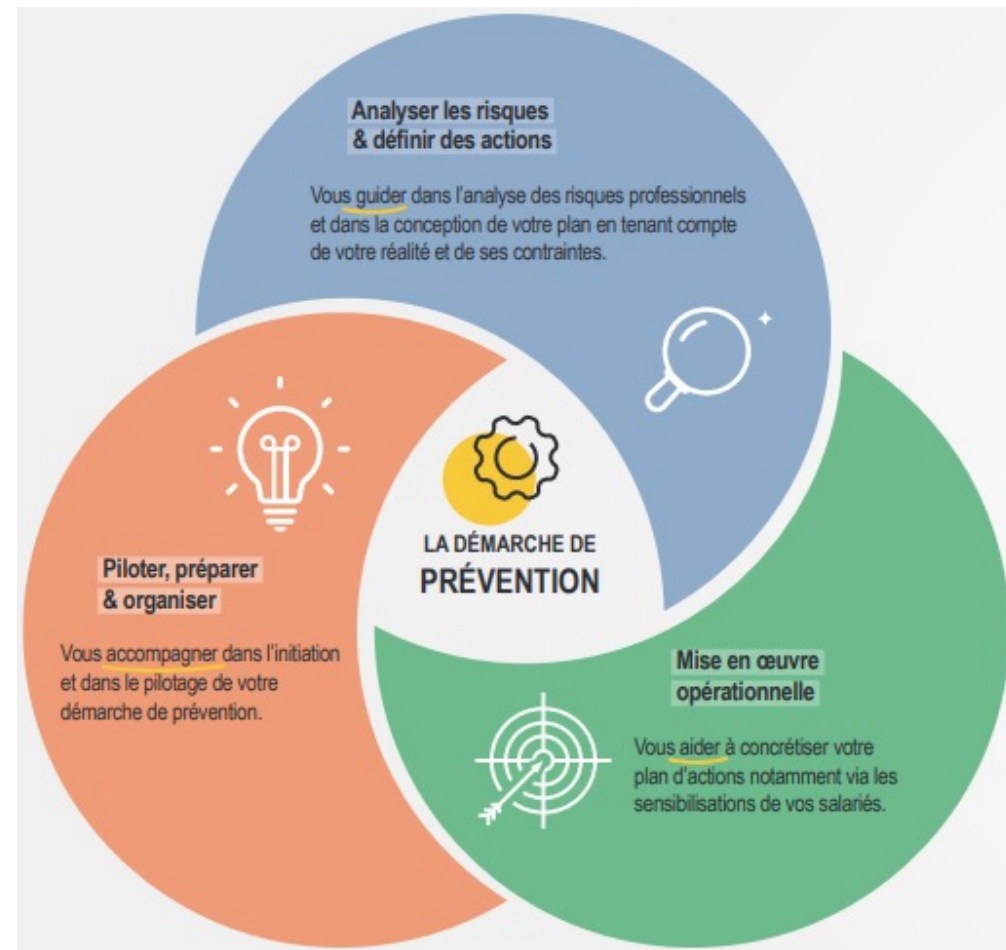 Analyser les risques
& définir des actions
Vous guider dans l'analyse des risques professionnels
et dans la conception de votre plan en tenant compte
de votre réalité et de ses contraintes.
LA DÉMARCHE DE
PRÉVENTION
Piloter, préparer
& organiser
Vous accompagner dans l'initiation
et dans le pilotage de votre
démarche de prévention.
Mise en œuvre
opérationnelle
Vous aider à concrétiser votre
plan d'actions notamment via les
sensibilisations de vos salariés.